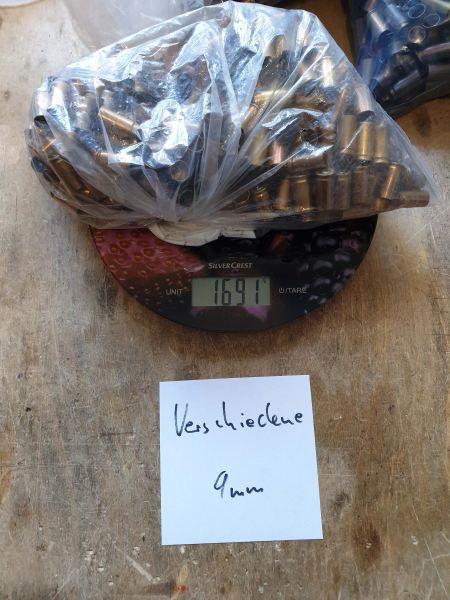 SILVERCREST
UNIT
1691
⏻/TARE
Verschiedene
9mm